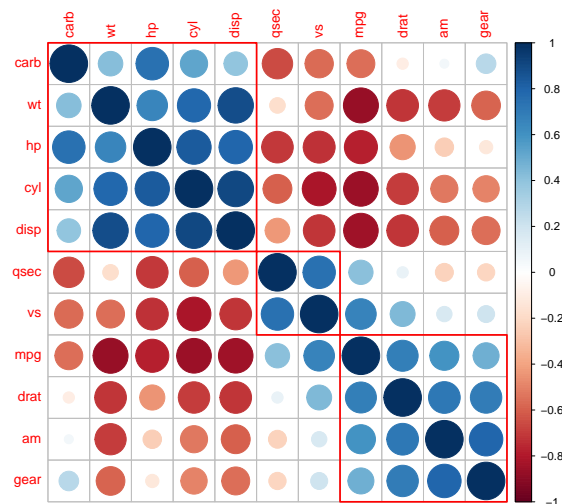 carb wt hp cyl disp qsec vs mpg drat am gear
carb
wt
hp
cyl
disp
qsec
vs
mpg
drat
am
gear
1
0.8
0.6
0.4
0.2
0
−0.2
−0.4
−0.6
−0.8
−1